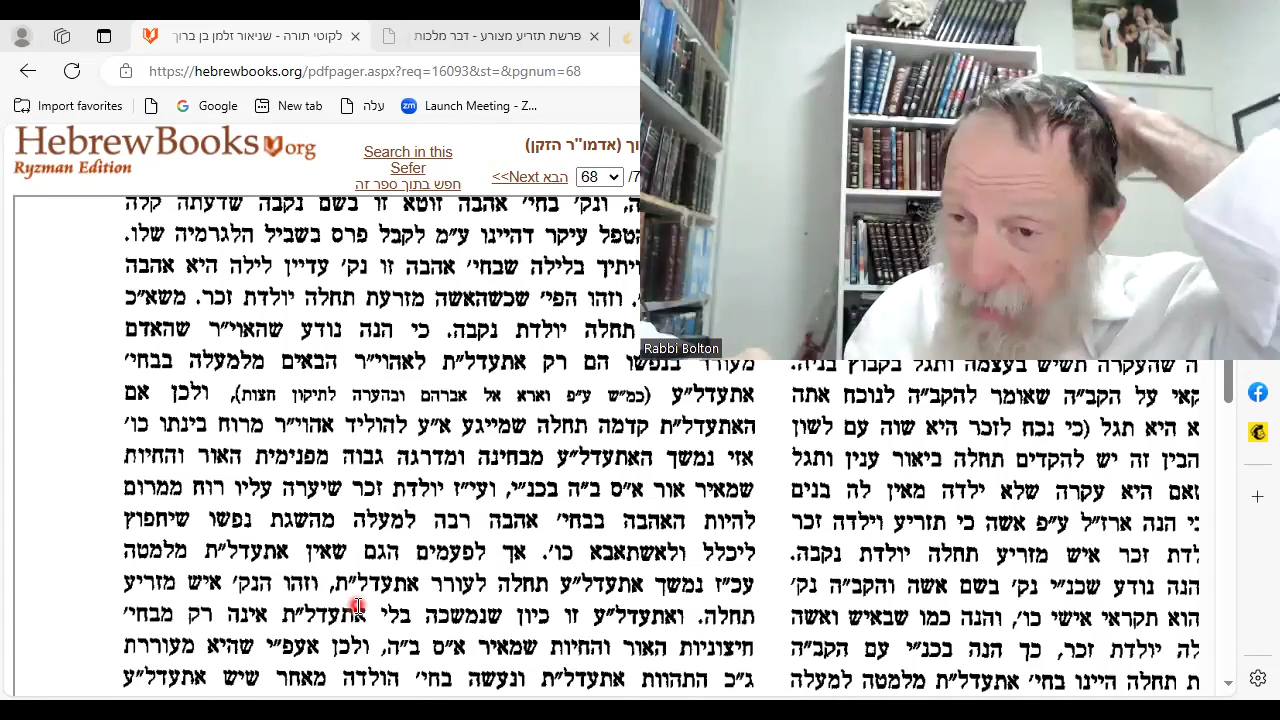 לקוטי תורה - שניאור זלמן בן ברוך
פרשת תזריע מצורע - דבר מלכות
https://hebrewbooks.org/pdfpager.aspx?req=16093&st=&pgnum=68
Import favorites
Google
New tab
עלה
Launch Meeting - Z...
HebrewBooks.org
Ryzman Edition
Search in this
Sefer
חפש בתוך ספר זה
וך (אדמו''ר הזקן)
<<Next הבא
68
/7
Rabbi Bolton
ונק׳ בחי׳ אהבה זוטא זו בשם נקבה שדעתה קלה
הטפל עיקר דהיינו ע״מ לקבל פרס בשביל הלגרמיה שלו.
ויתיך בלילה שבחי׳ אהבה זו נק׳ עדיין לילה היא אהבה
וזהו הפי׳ שכשהאשה מזרעת תחלה יולדת זכר. משא״כ
תחלה יולדת נקבה. כי הנה נודע שהאוי״ר שהאדם
מעורר בנפשו הם רק אתעדל״ת לאהוי״ר הבאים מלמעלה בבחי׳
אתעדל״ע (כמ״ש ע״פ וארא אל אברהם ובהערה לתיקון חצות), ולכן אם
האתעדל״ת קדמה תחלה שמייגע א״ע להוליד אהוי״ר מרוח בינתו כו׳
אזי נמשך האתעדל״ע מבחינה ומדרגה גבוה מפנימית האור והחיות
שמאיר אור א״ס ב״ה בכנ״י, ועי״ז יולדת זכר שיערה עליו רוח ממרום
להיות האהבה בבחי׳ אהבה רבה למעלה מהשגת נפשו שיחפוץ
ליכלל ולאשתאבא כו׳. אך לפעמים הגם שאין אתעדל״ת מלמטה
עכ״ז נמשך אתעדל״ע תחלה לעורר אתעדל״ת, וזהו הנק׳ איש מזריע
תחלה. ואתעדל״ע זו כיון שנמשכה בלי אתעדל״ת אינה רק מבחי׳
חיצוניות האור והחיות שמאיר א״ס ב״ה, ולכן אעפ״י שהיא מעוררת
ג״כ התהוות אתעדל״ת ונעשה בחי׳ הולדה מאחר שיש אתעדל״ע
ה שהעקרה תשיש בעצמה ותגל בקבוץ בניה.
קאי על הקב״ה שאומר להקב״ה לנוכח אתה
א היא תגל (כי נכח לזכר היא שוה עם לשון
הבין זה יש להקדים תחלה ביאור ענין ותגל
שאם היא עקרה שלא ילדה מאין לה בנים
כי הנה ארז״ל ע״פ אשה כי תזריע וילדה זכר
לדת זכר איש מזריע תחלה יולדת נקבה.
הנה נודע שכנ״י נק׳ בשם אשה והקב״ה נק׳
הוא תקראי אישי כו׳, והנה כמו שבאיש ואשה
לה יולדת זכר, כך הנה בכנ״י עם הקב״ה
ת תחלה היינו בחי׳ אתעדל״ת מלמטה למעלה